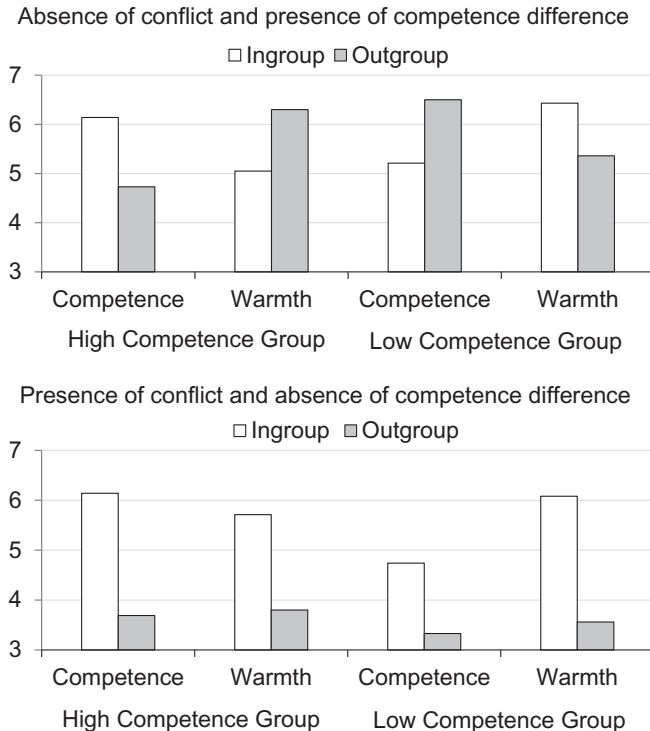 Absence of conflict and presence of competence difference
Ingroup Outgroup
7
6
5
4
3
Competence Warmth Competence Warmth
High Competence Group Low Competence Group
Presence of conflict and absence of competence difference
Ingroup Outgroup
7
6
5
4
3
Competence Warmth Competence Warmth
High Competence Group Low Competence Group